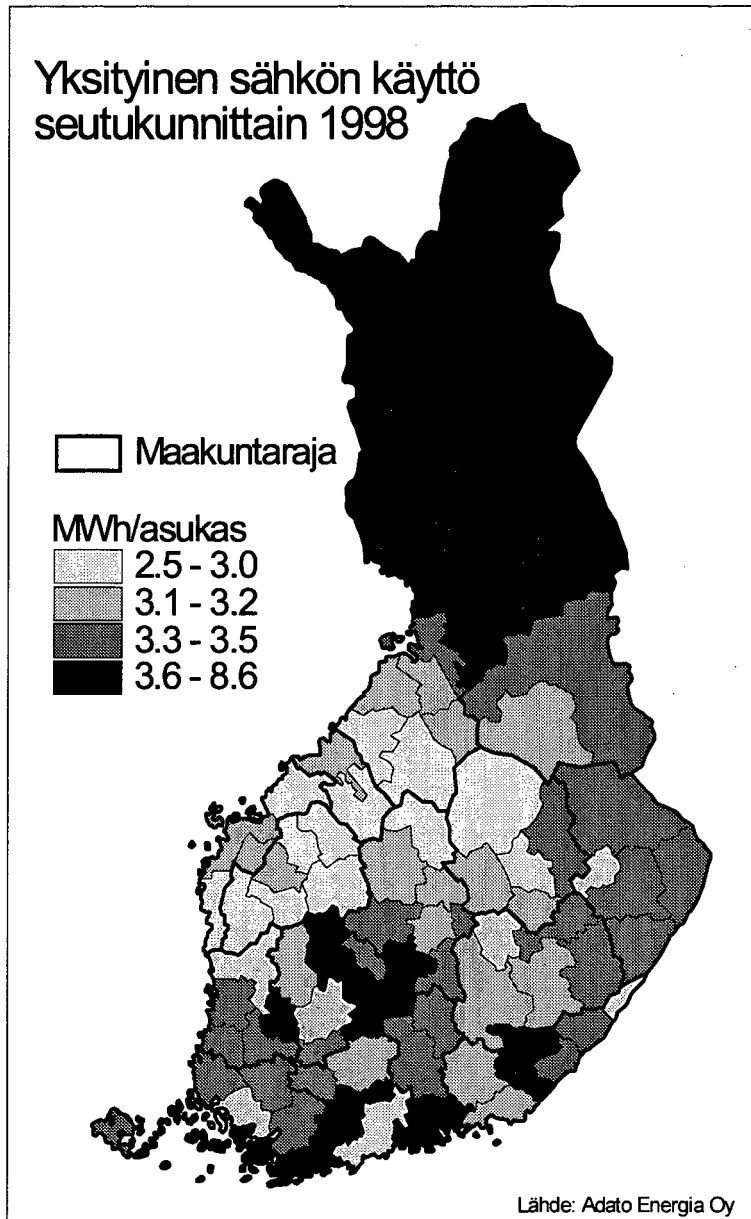 Yksityinen sähkön käyttö
seutukunnittain 1998
Maakuntaraja
MWh/asukas
2.5 - 3.0
3.1 - 3.2
3.3 - 3.5
3.6 - 8.6
Lähde: Adato Energia Oy